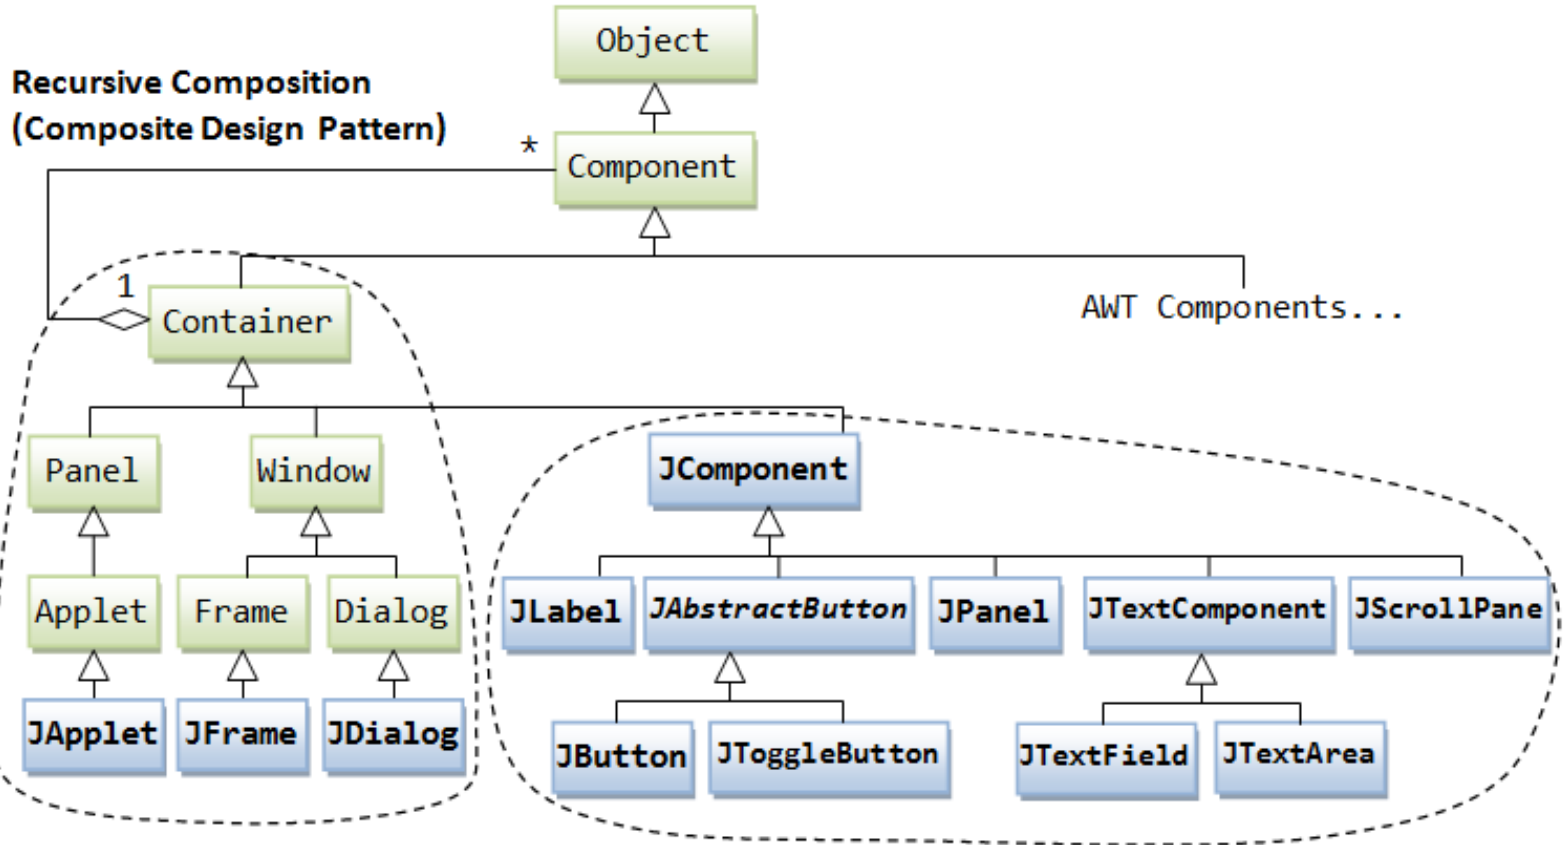 Object
Recursive Composition
(Composite Design Pattern)
*
Component
1
Container
AWT Components...
Panel
Window
JComponent
Applet
Frame
Dialog
JLabel
JAbstractButton
JPanel
JTextComponent
JScrollPane
JApplet
JFrame
JDialog
JButton
JToggleButton
JTextField
JTextArea